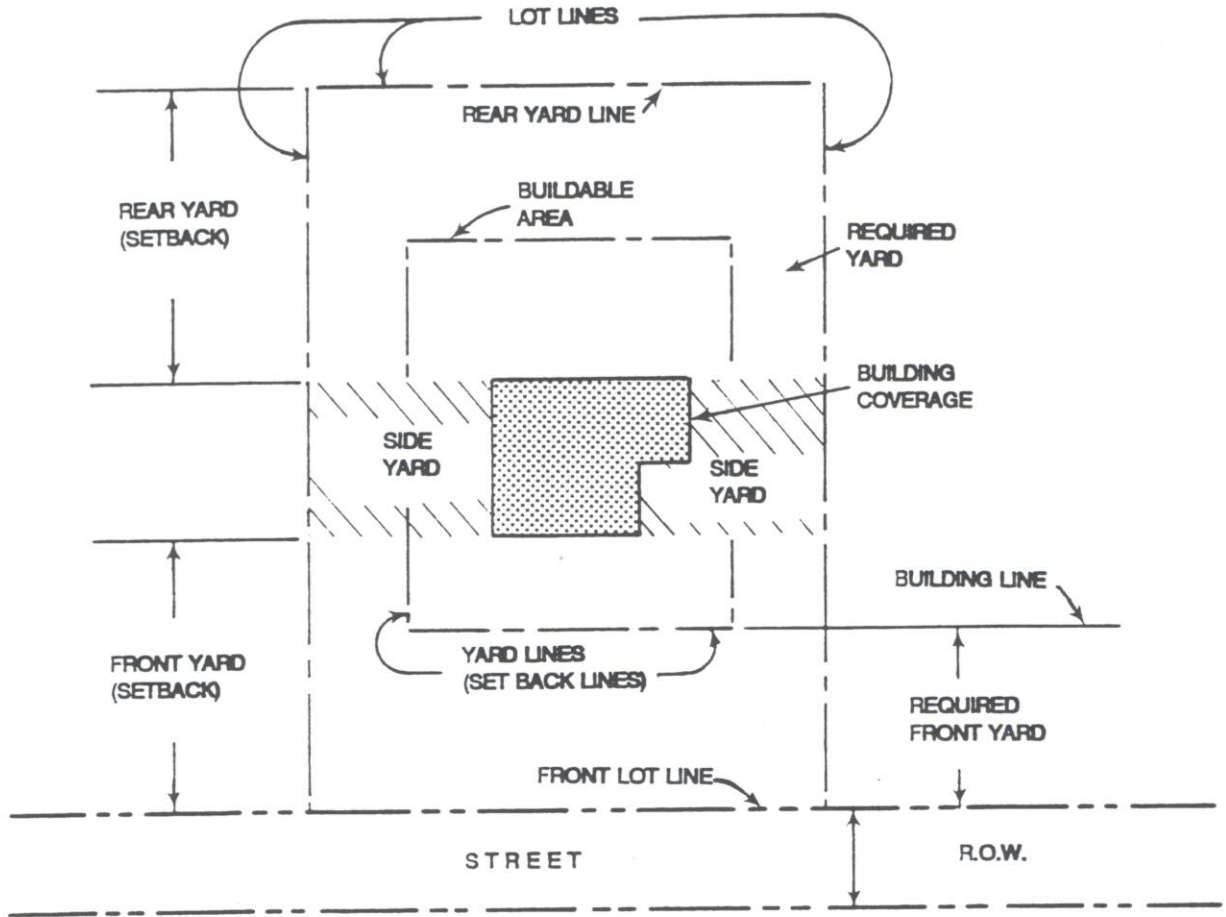 LOT LINES
REAR YARD LINE
BUILDABLE
AREA
REAR YARD
(SETBACK)
REQUIRED
YARD
BUILDING
COVERAGE
SIDE
YARD
SIDE
YARD
BUILDING LINE
YARD LINES
(SET BACK LINES)
FRONT YARD
(SETBACK)
REQUIRED
FRONT YARD
FRONT LOT LINE
STREET
R.O.W.